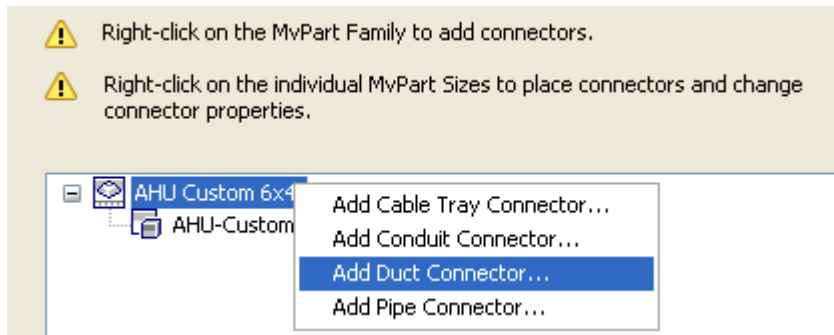 Right-click on the MvPart Family to add connectors.
Right-click on the individual MvPart Sizes to place connectors and change
connector properties.
AHU Custom 6x4
AHU-Custom
Add Cable Tray Connector...
Add Conduit Connector...
Add Duct Connector...
Add Pipe Connector...